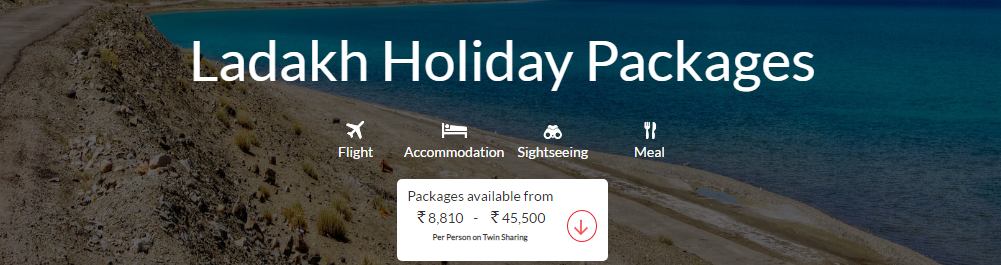 Ladakh Holiday Packages
Flight Accommodation Sightseeing Meal
Packages available from
₹ 8,810 - ₹ 45,500
Per Person on Twin Sharing